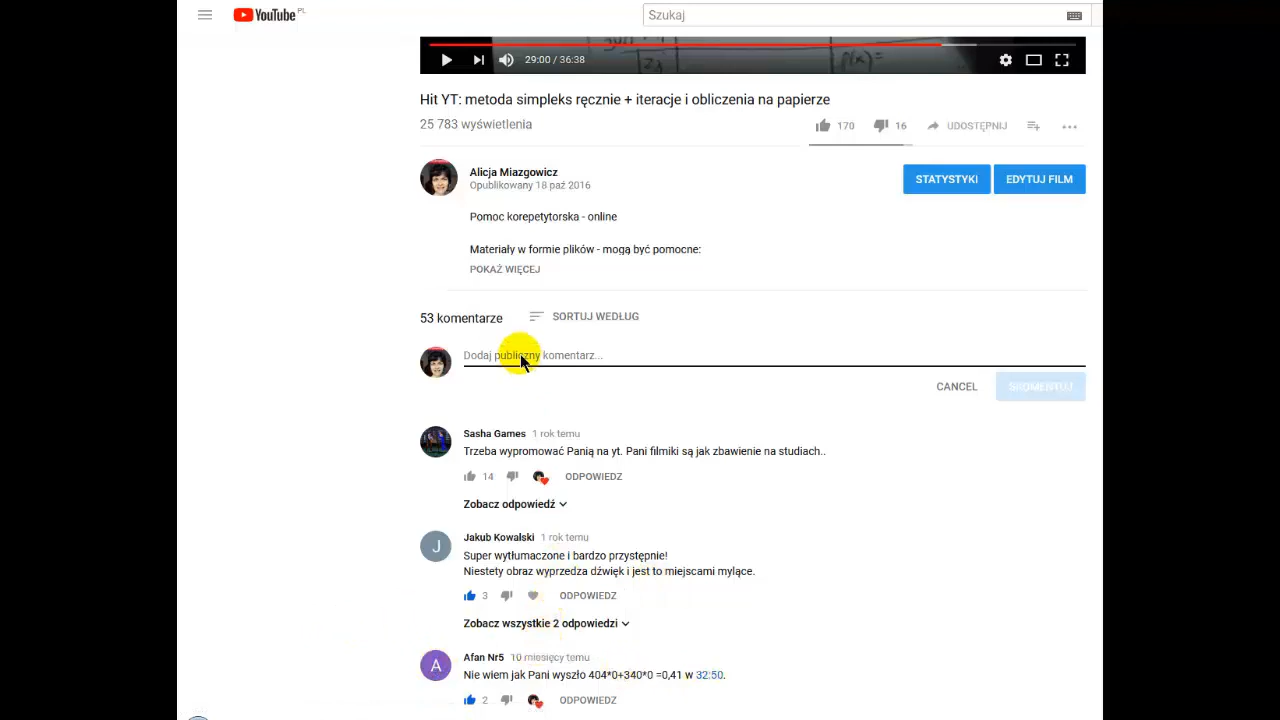 YouTube PL
Szukaj
29:00 / 36:38
Hit YT: metoda simpleks ręcznie + iteracje i obliczenia na papierze
25 783 wyświetlenia
170
16
UDOSTĘPNIJ
Alicja Miazgowicz
Opublikowany 18 paź 2016
STATYSTYKI
EDYTUJ FILM
Pomoc korepetytorska - online
Materiały w formie plików - mogą być pomocne:
POKAŻ WIĘCEJ
53 komentarze
SORTUJ WEDŁUG
Dodaj publiczny komentarz...
CANCEL
SKOMENTUJ
Sasha Games 1 rok temu
Trzeba wypromować Panią na yt. Pani filmiki są jak zbawienie na studiach..
14
ODPOWIEDZ
Zobacz odpowiedź
J
Jakub Kowalski 1 rok temu
Super wytłumaczone i bardzo przystępnie!
Niestety obraz wyprzedza dźwięk i jest to miejscami mylące.
3
ODPOWIEDZ
Zobacz wszystkie 2 odpowiedzi
A
Afan Nr5 10 miesięcy temu
Nie wiem jak Pani wyszło 404*0+340*0 =0,41 w 32:50.
2
ODPOWIEDZ